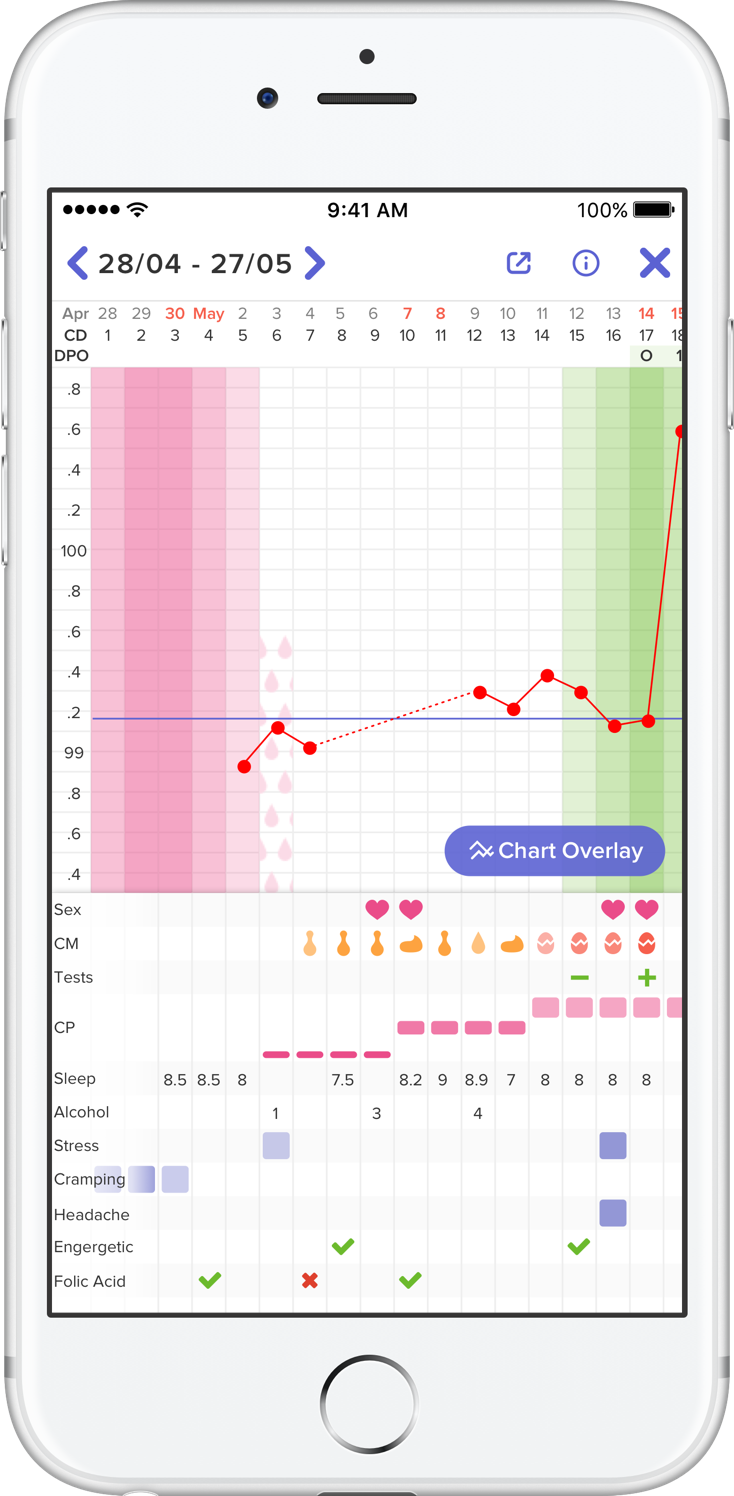 9:41 AM 100%
28/04 - 27/05
Apr 28 29 30 May 2 3 4 5 6 7 8 9 10 11 12 13 14 15
CD 1 2 3 4 5 6 7 8 9 10 11 12 13 14 15 16 17 18
DPO O 1
.8
.6
.4
.2
100
.8
.6
.4
.2
99
.8
.6
.4
Chart Overlay
Sex
CM
Tests
CP
Sleep 8.5 8.5 8 7.5 8.2 9 8.9 7 8 8 8 8
Alcohol 1 3 4
Stress
Cramping
Headache
Engergetic
Folic Acid